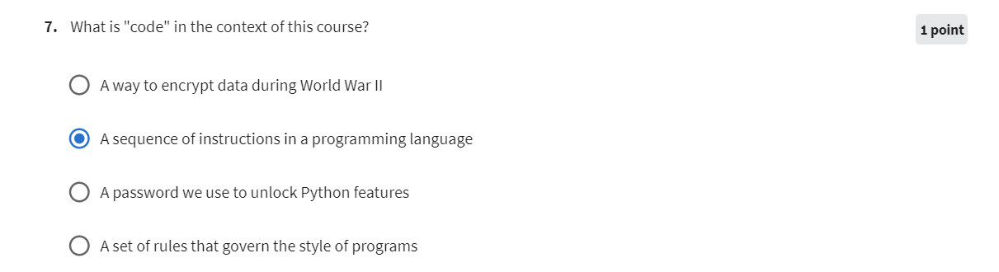 7. What is "code" in the context of this course?
1 point
A way to encrypt data during World War II
A sequence of instructions in a programming language
A password we use to unlock Python features
A set of rules that govern the style of programs